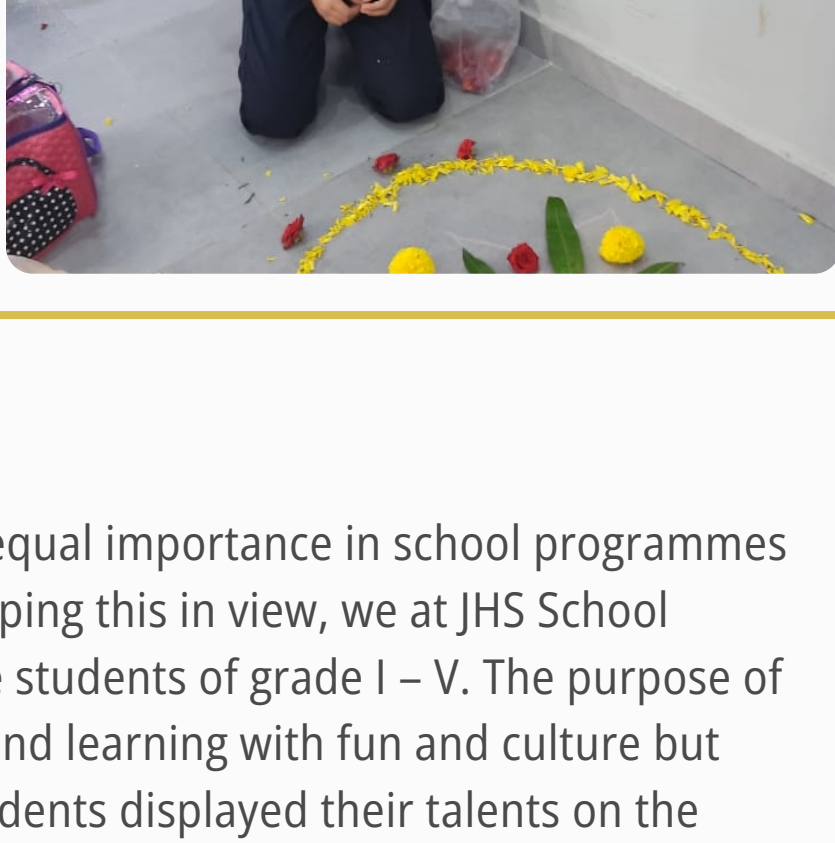 equal importance in school programmes
ping this in view, we at JHS School
students of grade I – V. The purpose of
nd learning with fun and culture but
dents displayed their talents on the